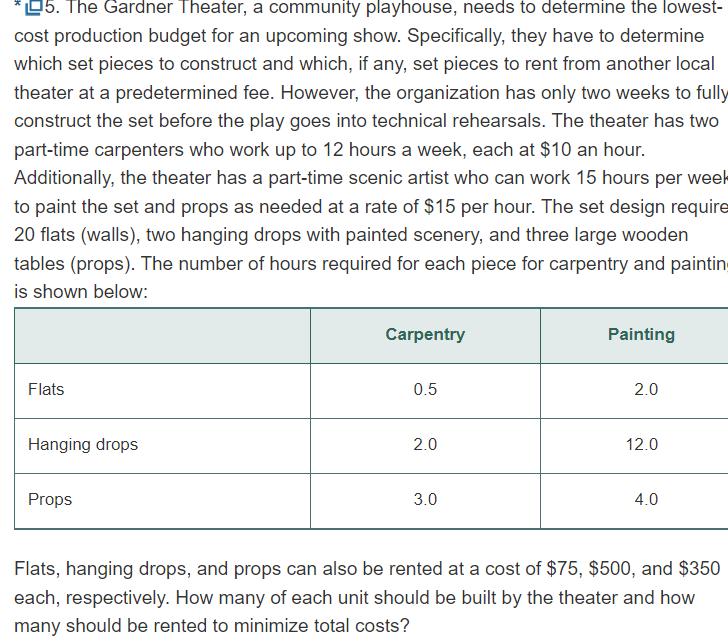 * 5. The Gardner Theater, a community playhouse, needs to determine the lowest-
cost production budget for an upcoming show. Specifically, they have to determine
which set pieces to construct and which, if any, set pieces to rent from another local
theater at a predetermined fee. However, the organization has only two weeks to fully
construct the set before the play goes into technical rehearsals. The theater has two
part-time carpenters who work up to 12 hours a week, each at $10 an hour.
Additionally, the theater has a part-time scenic artist who can work 15 hours per week
to paint the set and props as needed at a rate of $15 per hour. The set design require
20 flats (walls), two hanging drops with painted scenery, and three large wooden
tables (props). The number of hours required for each piece for carpentry and paintin
is shown below:
Carpentry Painting
Flats 0.5 2.0
Hanging drops 2.0 12.0
Props 3.0 4.0
Flats, hanging drops, and props can also be rented at a cost of $75, $500, and $350
each, respectively. How many of each unit should be built by the theater and how
many should be rented to minimize total costs?